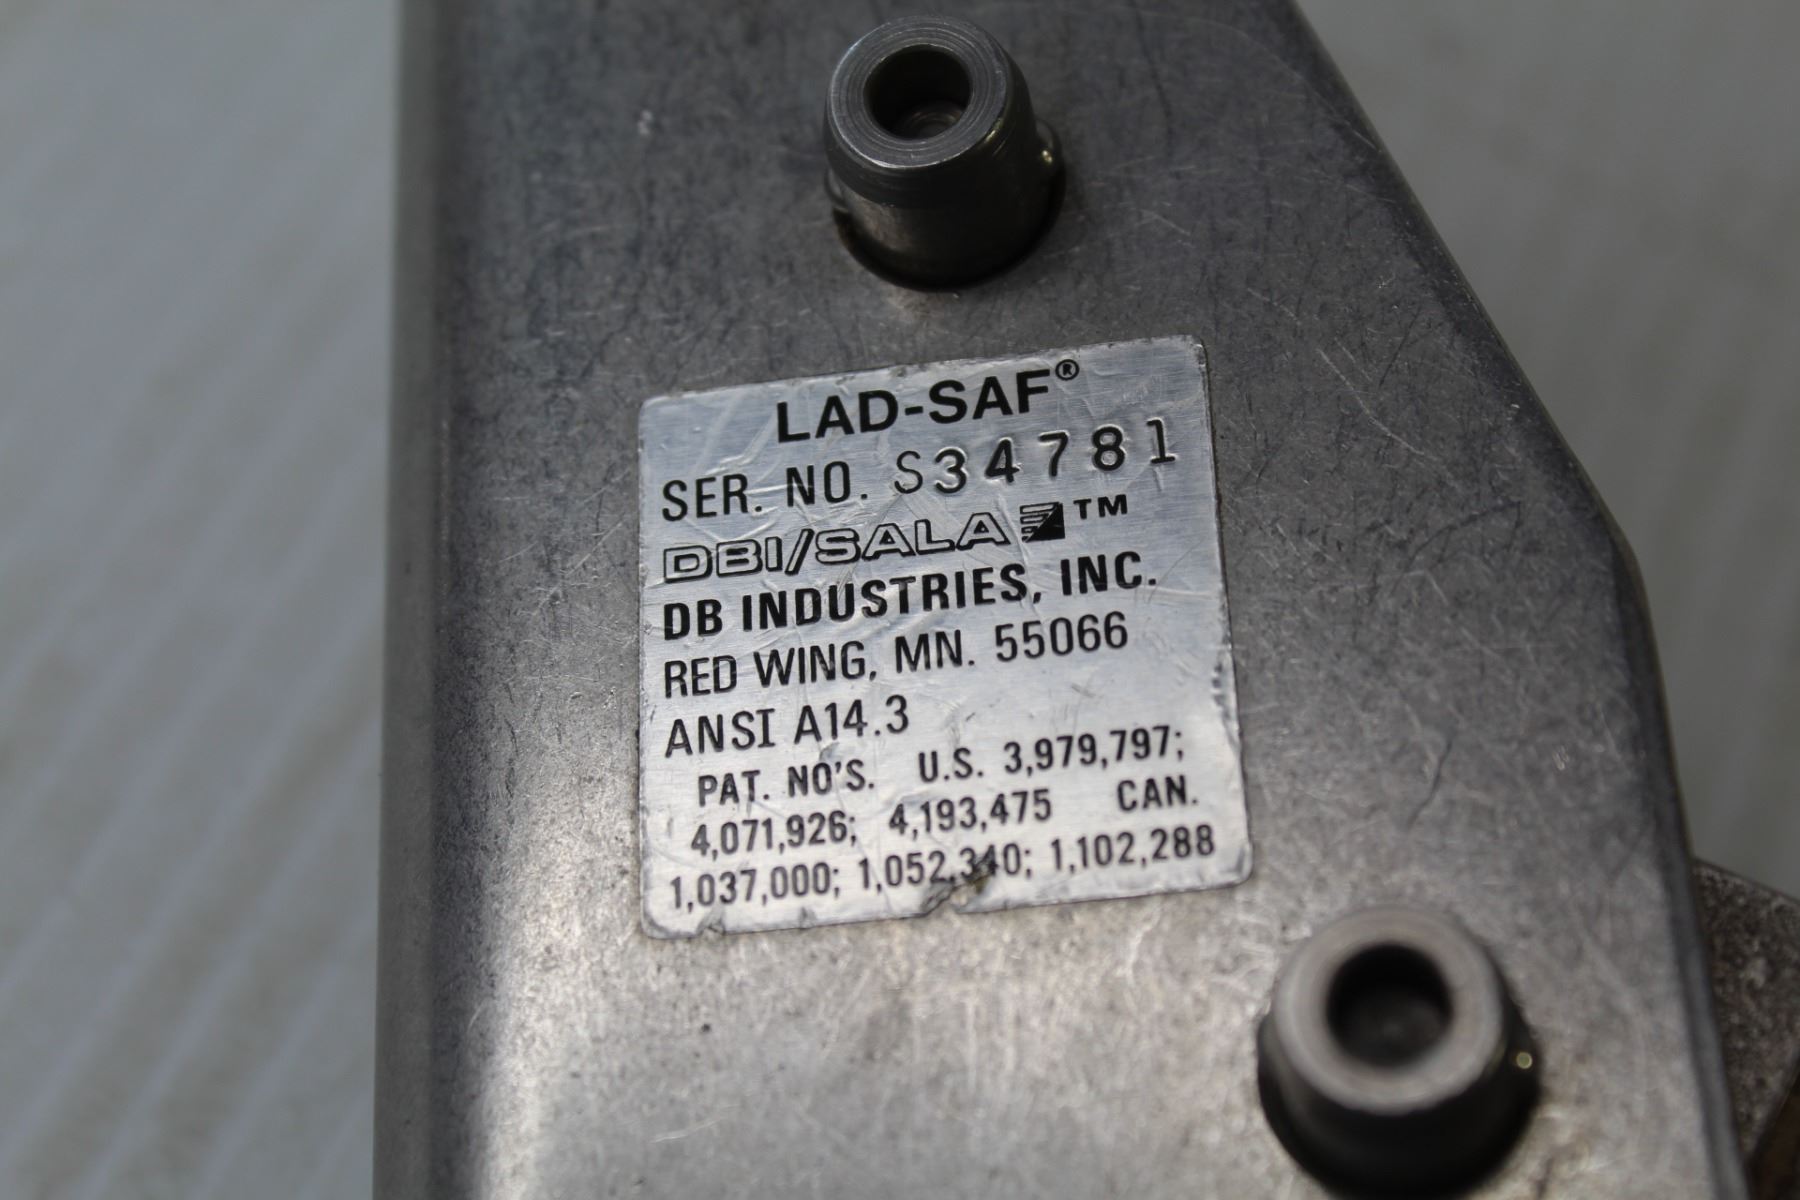 LAD-SAF®
SER. NO. S34781
DBI/SALA™
DB INDUSTRIES, INC.
RED WING, MN. 55066
ANSI A14.3
PAT. NO'S. U.S. 3,979,797;
4,071,926; 4,193,475 CAN.
1,037,000; 1,052,340; 1,102,288